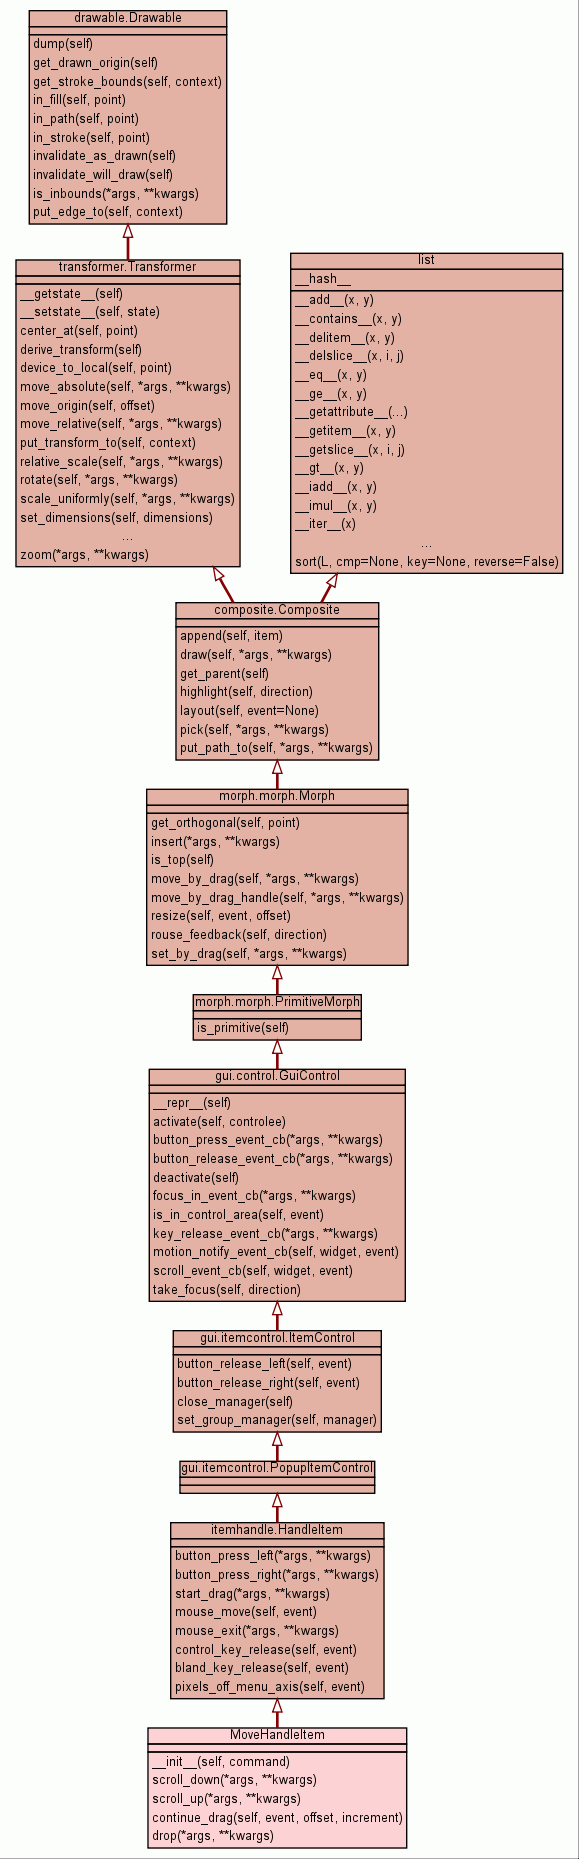 drawable.Drawable
dump(self)
get_drawn_origin(self)
get_stroke_bounds(self, context)
in_fill(self, point)
in_path(self, point)
in_stroke(self, point)
invalidate_as_drawn(self)
invalidate_will_draw(self)
is_inbounds(*args, **kwargs)
put_edge_to(self, context)
transformer.Transformer
__getstate__(self)
__setstate__(self, state)
center_at(self, point)
derive_transform(self)
device_to_local(self, point)
move_absolute(self, *args, **kwargs)
move_origin(self, offset)
move_relative(self, *args, **kwargs)
put_transform_to(self, context)
relative_scale(self, *args, **kwargs)
rotate(self, *args, **kwargs)
scale_uniformly(self, *args, **kwargs)
set_dimensions(self, dimensions)
...
zoom(*args, **kwargs)
list
__hash__
__add__(x, y)
__contains__(x, y)
__delitem__(x, y)
__delslice__(x, i, j)
__eq__(x, y)
__ge__(x, y)
__getattribute__(...)
__getitem__(x, y)
__getslice__(x, i, j)
__gt__(x, y)
__iadd__(x, y)
__imul__(x, y)
__iter__(x)
...
sort(L, cmp=None, key=None, reverse=False)
composite.Composite
append(self, item)
draw(self, *args, **kwargs)
get_parent(self)
highlight(self, direction)
layout(self, event=None)
pick(self, *args, **kwargs)
put_path_to(self, *args, **kwargs)
morph.morph.Morph
get_orthogonal(self, point)
insert(*args, **kwargs)
is_top(self)
move_by_drag(self, *args, **kwargs)
move_by_drag_handle(self, *args, **kwargs)
resize(self, event, offset)
rouse_feedback(self, direction)
set_by_drag(self, *args, **kwargs)
morph.morph.PrimitiveMorph
is_primitive(self)
gui.control.GuiControl
__repr__(self)
activate(self, controlee)
button_press_event_cb(*args, **kwargs)
button_release_event_cb(*args, **kwargs)
deactivate(self)
focus_in_event_cb(*args, **kwargs)
is_in_control_area(self, event)
key_release_event_cb(*args, **kwargs)
motion_notify_event_cb(self, widget, event)
scroll_event_cb(self, widget, event)
take_focus(self, direction)
gui.itemcontrol.ItemControl
button_release_left(self, event)
button_release_right(self, event)
close_manager(self)
set_group_manager(self, manager)
gui.itemcontrol.PopupItemControl
itemhandle.HandleItem
button_press_left(*args, **kwargs)
button_press_right(*args, **kwargs)
start_drag(*args, **kwargs)
mouse_move(self, event)
mouse_exit(*args, **kwargs)
control_key_release(self, event)
bland_key_release(self, event)
pixels_off_menu_axis(self, event)
MoveHandleItem
__init__(self, command)
scroll_down(*args, **kwargs)
scroll_up(*args, **kwargs)
continue_drag(self, event, offset, increment)
drop(*args, **kwargs)